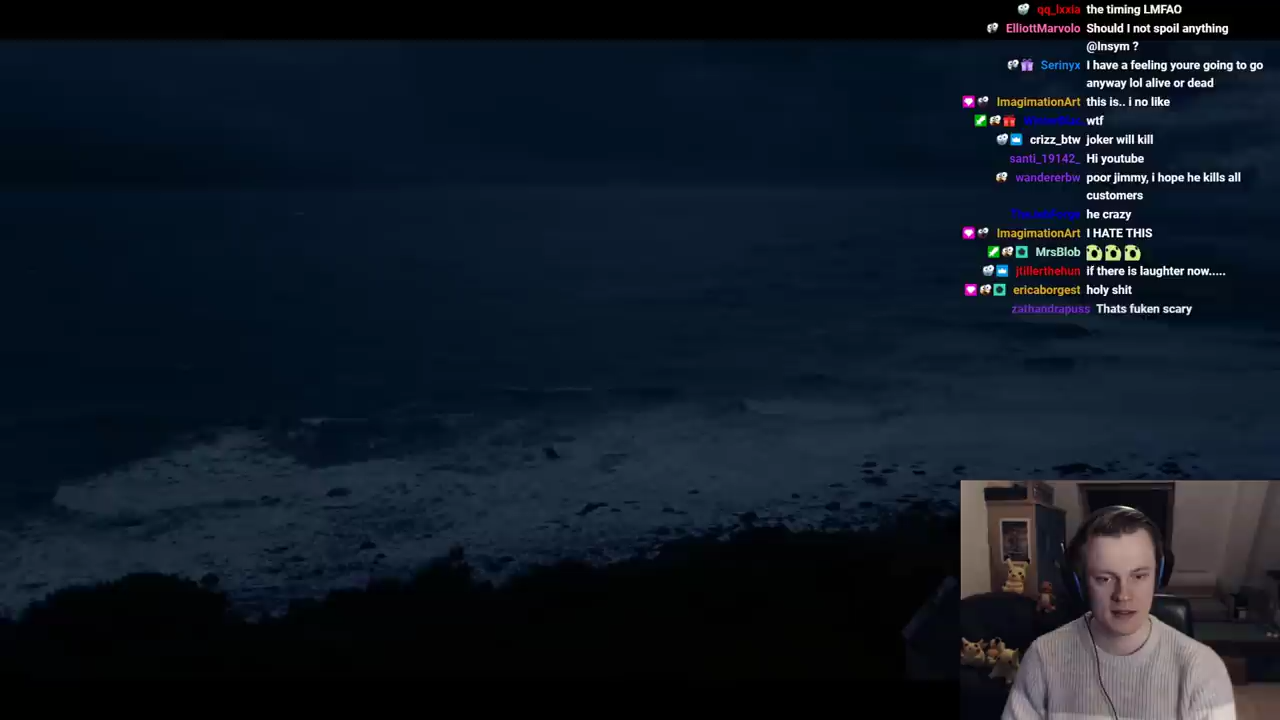 qq_lxxia the timing LMFAO
ElliottMarvolo Should I not spoil anything
@Insym ?
Serinyx I have a feeling youre going to go
anyway lol alive or dead
ImaginationArt this is.. i no like
wtf
crizz_btw joker will kill
santi_19142_ Hi youtube
wandererbw poor jimmy, i hope he kills all
customers
he crazy
ImaginationArt I HATE THIS
MrsBlob
jtillerthehun if there is laughter now.....
ericaborgest holy shit
zathandrapuss Thats fuken scary